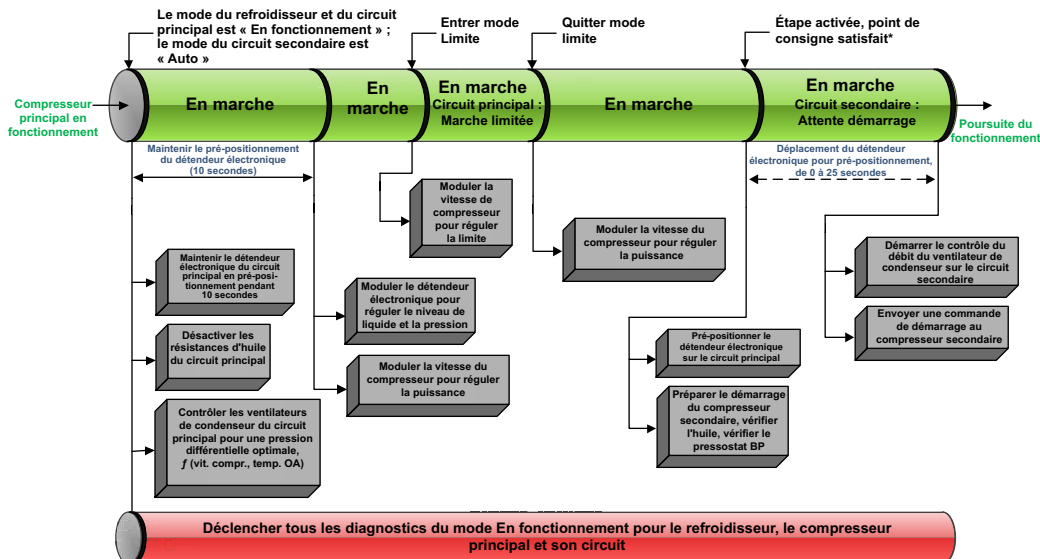 Le mode du refroidisseur et du circuit
principal est « En fonctionnement » ;
le mode du circuit secondaire est
« Auto »
Entrer mode
Limite
Quitter mode
limite
Étape activée, point de
consigne satisfait*
Compresseur
principal en
fonctionnement
En marche
En
marche
En marche
Circuit principal :
Marche limitée
En marche
En marche
Circuit secondaire :
Attente démarrage
Poursuite du
fonctionnement
Maintenir le pré-positionnement
du détendeur électronique
(10 secondes)
Déplacement du détendeur
électronique pour pré-positionnement,
de 0 à 25 secondes
Moduler la
vitesse de
compresseur
pour réguler
la limite
Moduler la vitesse du
compresseur pour réguler
la puissance
Maintenir le détendeur
électronique du circuit
principal en pré-posi-
tionnement pendant
10 secondes
Démarrer le contrôle du
débit du ventilateur de
condenseur sur le circuit
secondaire
Moduler le détendeur
électronique pour
réguler le niveau de
liquide et la pression
Envoyer une commande
de démarrage au
compresseur secondaire
Désactiver les
résistances d'huile
du circuit principal
Pré-positionner le
détendeur électronique
sur le circuit principal
Moduler la vitesse du
compresseur pour réguler
la puissance
Préparer le démarrage
du compresseur
secondaire, vérifier
l'huile, vérifier le
pressostat BP
Contrôler les ventilateurs
de condenseur du circuit
principal pour une pression
différentielle optimale,
ƒ (vit. compr., temp. OA)
Déclencher tous les diagnostics du mode En fonctionnement pour le refroidisseur, le compresseur
principal et son circuit